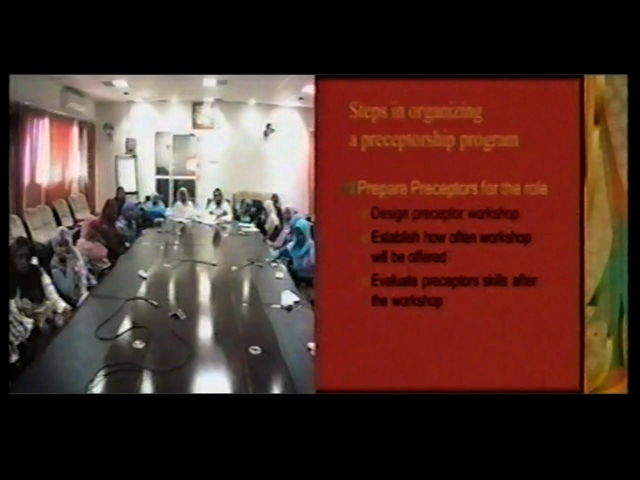 Steps in organizing
a preceptorship program
Prepare Preceptors for the role
Design preceptor workshop
Establish how often workshop
will be offered
Evaluate preceptors skills after
the workshop